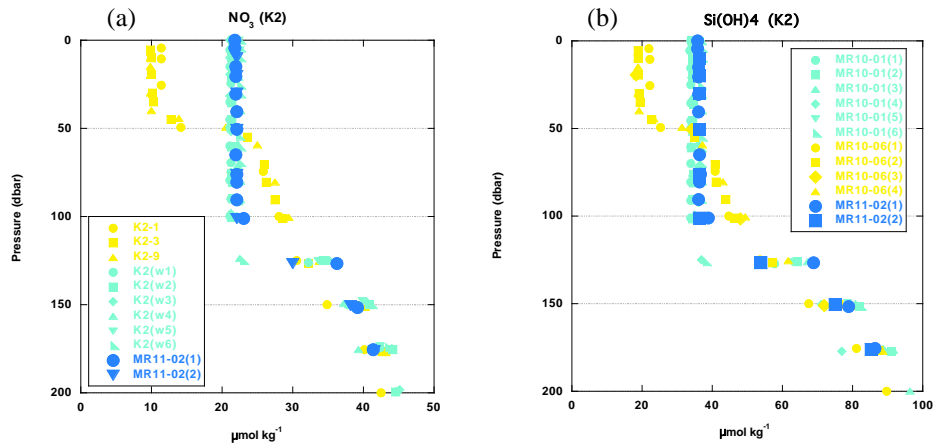 (a)
NO3 (K2)
0
50
100
150
200
Pressure (dbar)
K2-1
K2-3
K2-9
K2(w1)
K2(w2)
K2(w3)
K2(w4)
K2(w5)
K2(w6)
MR11-02(1)
MR11-02(2)
0 10 20 30 40 50
µmol kg-1
(b)
Si(OH)4 (K2)
0
50
100
150
200
Pressure (dbar)
MR10-01(1)
MR10-01(2)
MR10-01(3)
MR10-01(4)
MR10-01(5)
MR10-01(6)
MR10-06(1)
MR10-06(2)
MR10-06(3)
MR10-06(4)
MR11-02(1)
MR11-02(2)
0 20 40 60 80 100
µmol kg-1